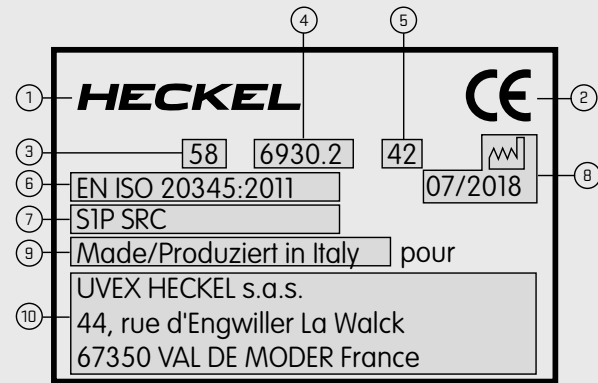 4 5
1 HECKEL CE 2
3 58 6930.2 42
8
6 EN ISO 20345:2011 07/2018
7 S1P SRC
9 Made/Produziert in Italy pour
UVEX HECKEL s.a.s.
10 44, rue d'Engwiller La Walck
67350 VAL DE MODER France